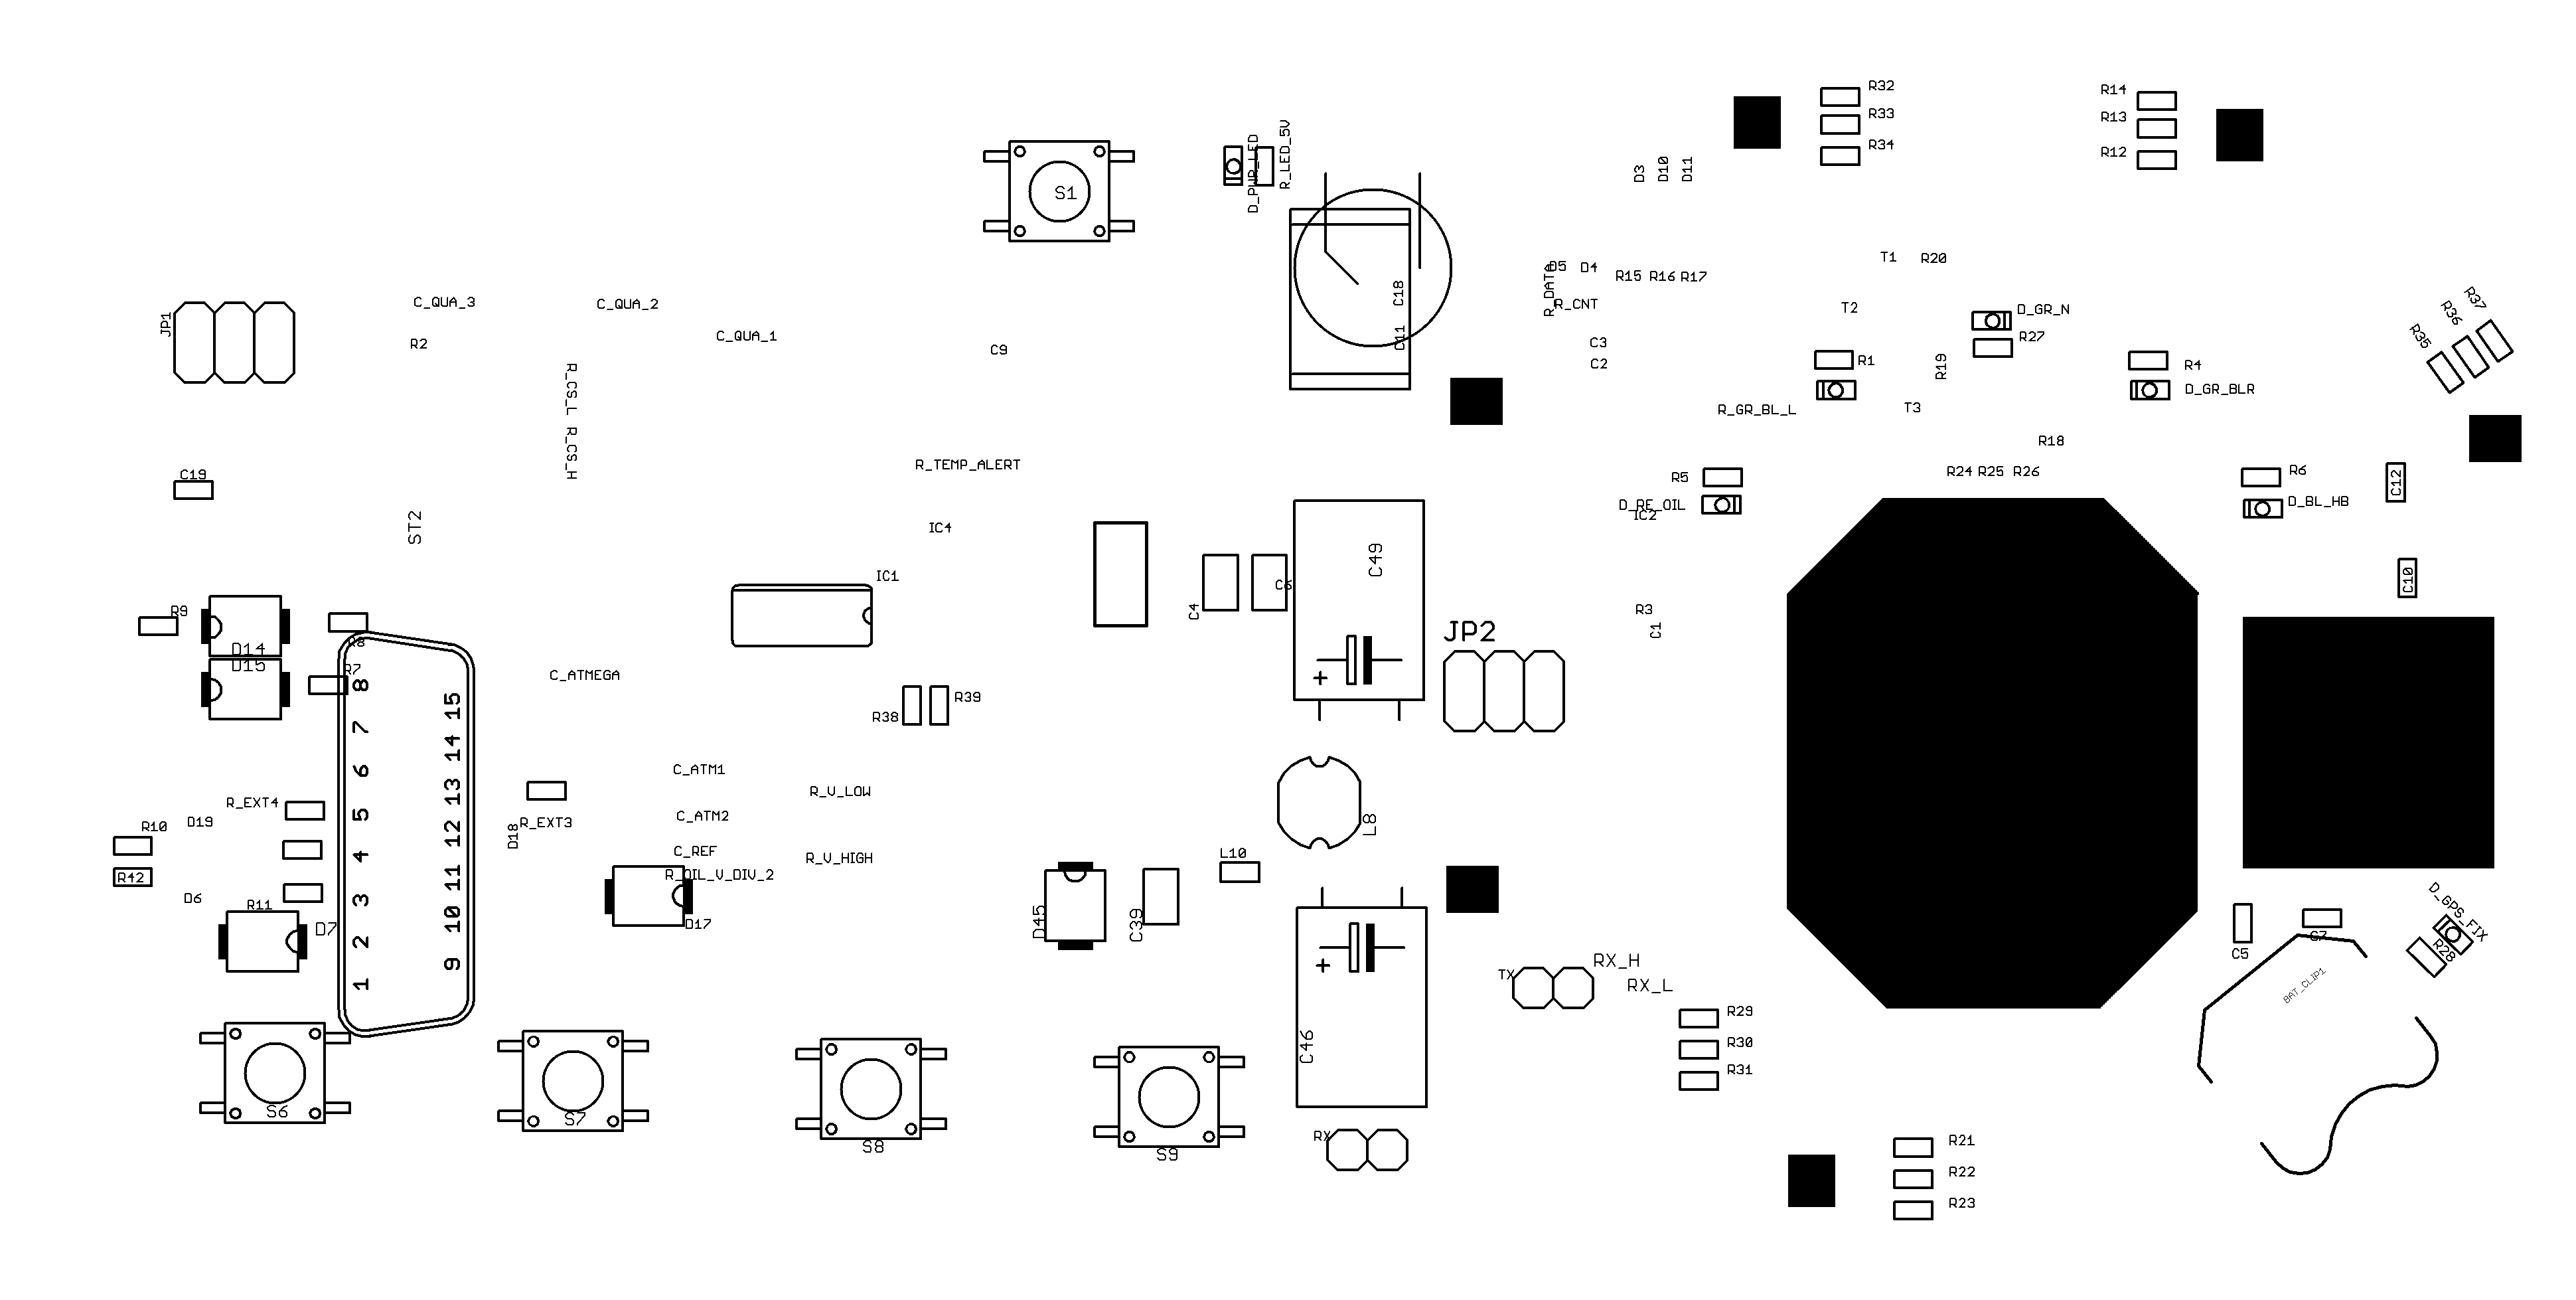 R32
R14
R33
R13
R34
R12
D_PWR_LED
R_LED_5V
S1
D3
D10
D11
T1
R20
D5
D4
R15
R16
R17
R_DATA
R_CNT
C18
C11
T2
D_GR_N
R27
R37
R36
R35
JP1
C_QUA_3
C_QUA_2
C_QUA_1
R2
C9
C3
C2
R1
R19
R4
D_GR_BLR
R_CS_L
R_CS_H
R_GR_BL_L
T3
R18
R_TEMP_ALERT
R24
R25
R26
R5
R6
C12
C19
D_RE_OIL
IC2
D_BL_HB
ST2
IC4
IC1
C49
C4
C6
C10
R9
R3
C1
JP2
D14
D15
R8
R7
8
7
6
5
4
3
2
1
15
14
13
12
11
10
9
C_ATMEGA
R38
R39
C_ATM1
R_V_LOW
R_EXT4
D19
R10
R_EXT3
D18
C_ATM2
L8
C_REF
R_V_HIGH
L10
R42
R_OIL_V_DIV_2
D6
R11
D7
D17
D45
C39
+
+
TX
RX_H
RX_L
C5
C7
D_GPS_FIX
R28
BAT_CLIP1
R29
R30
R31
C46
S6
S7
S8
S9
RX
R21
R22
R23